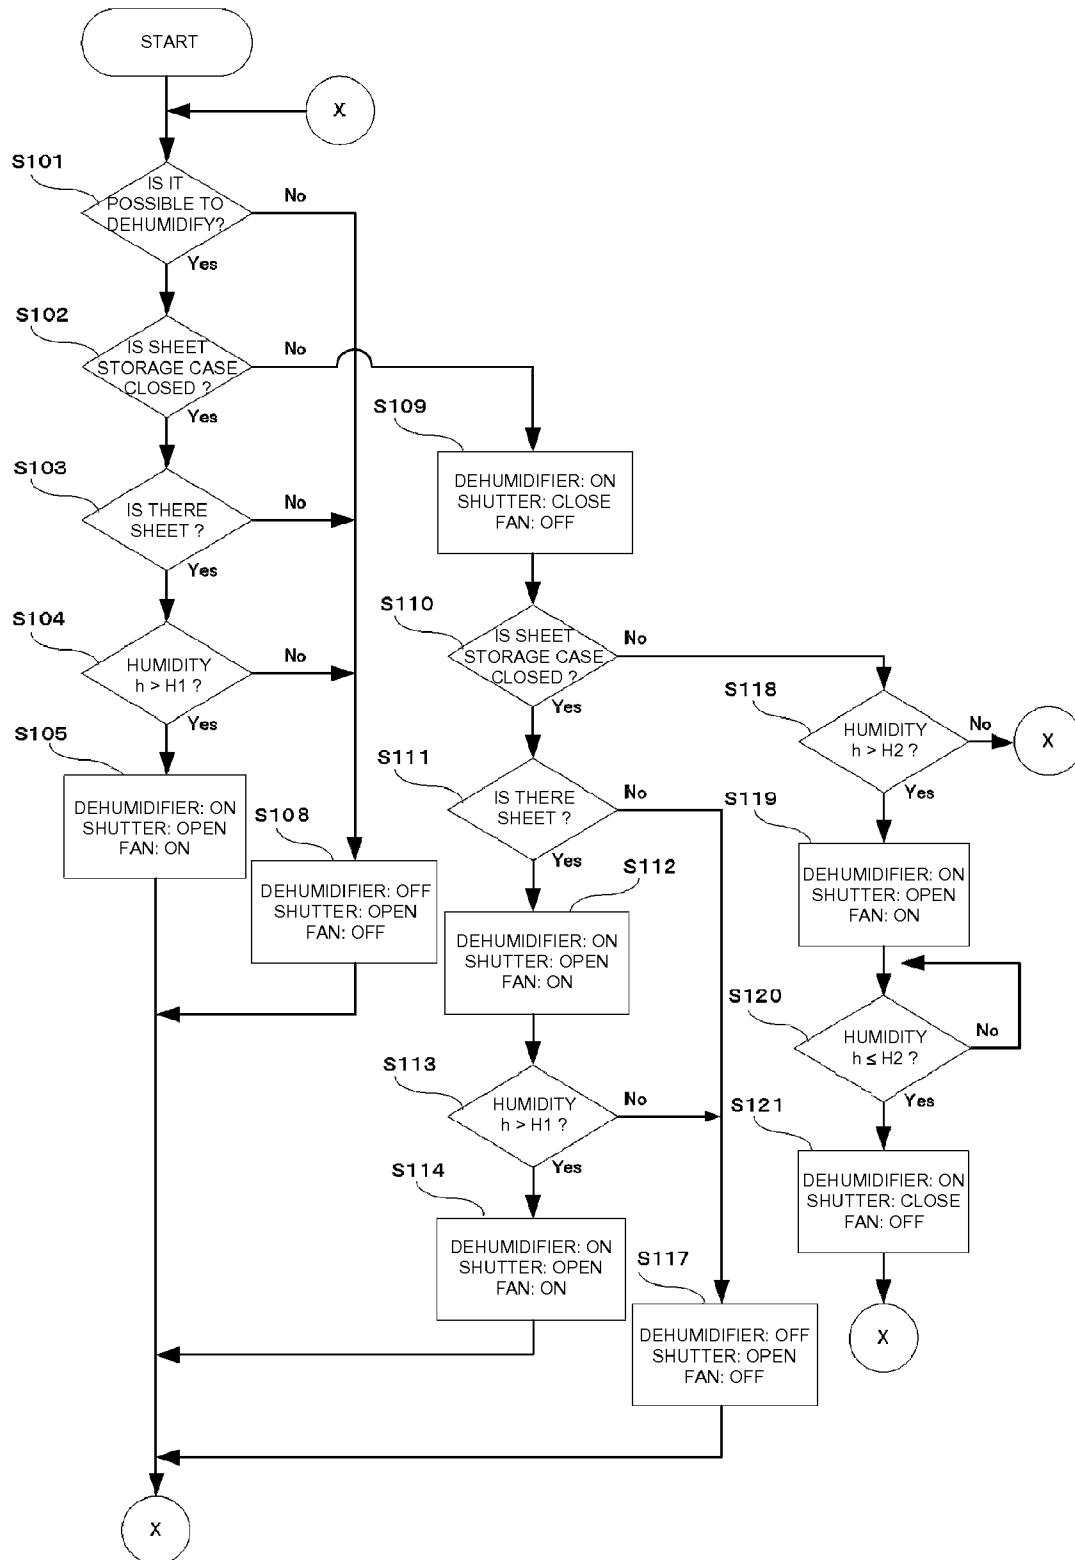 START
X
S101
IS IT
POSSIBLE TO
DEHUMIDIFY?
No
Yes
S102
IS SHEET
STORAGE CASE
CLOSED ?
No
Yes
S103
IS THERE
SHEET ?
No
Yes
S104
HUMIDITY
h > H1 ?
No
Yes
S105
DEHUMIDIFIER: ON
SHUTTER: OPEN
FAN: ON
S108
DEHUMIDIFIER: OFF
SHUTTER: OPEN
FAN: OFF
S109
DEHUMIDIFIER: ON
SHUTTER: CLOSE
FAN: OFF
S110
IS SHEET
STORAGE CASE
CLOSED ?
No
Yes
S111
IS THERE
SHEET ?
No
Yes
S112
DEHUMIDIFIER: ON
SHUTTER: OPEN
FAN: ON
S113
HUMIDITY
h > H1 ?
No
Yes
S114
DEHUMIDIFIER: ON
SHUTTER: OPEN
FAN: ON
S117
DEHUMIDIFIER: OFF
SHUTTER: OPEN
FAN: OFF
S118
HUMIDITY
h > H2 ?
No
X
Yes
S119
DEHUMIDIFIER: ON
SHUTTER: OPEN
FAN: ON
S120
HUMIDITY
h ≤ H2 ?
No
Yes
S121
DEHUMIDIFIER: ON
SHUTTER: CLOSE
FAN: OFF
X
X